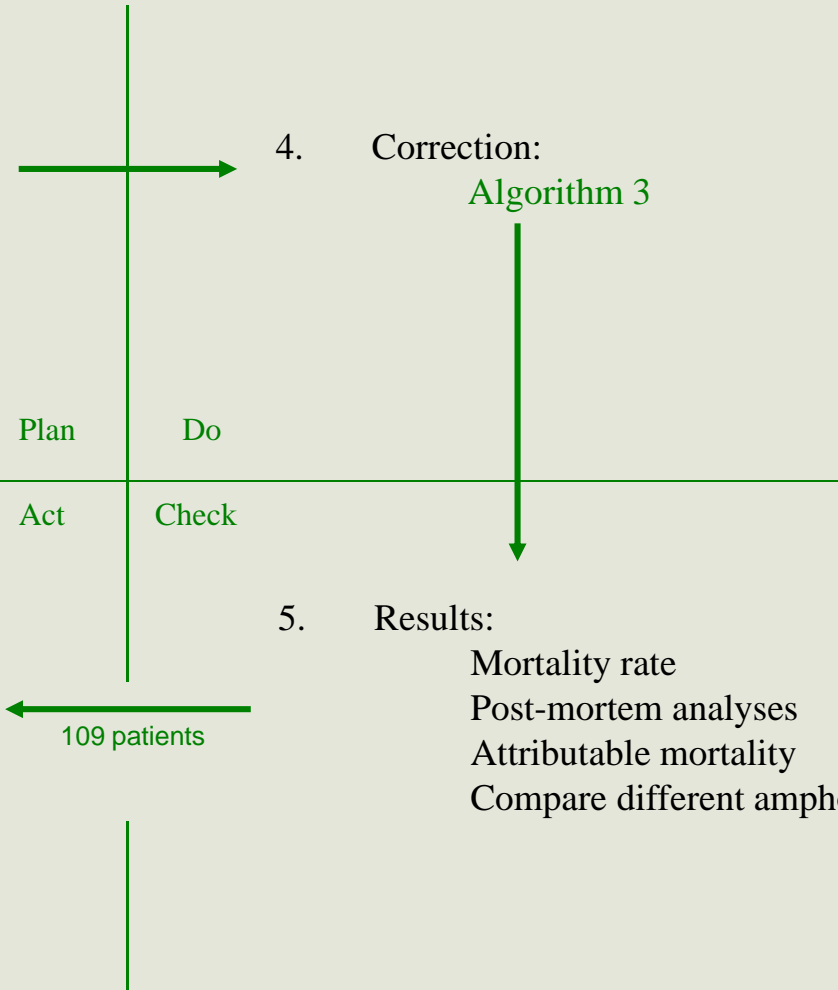 4. Correction:
Algorithm 3
Plan Do
Act Check
5. Results:
Mortality rate
109 patients
Post-mortem analyses
Attributable mortality
Compare different